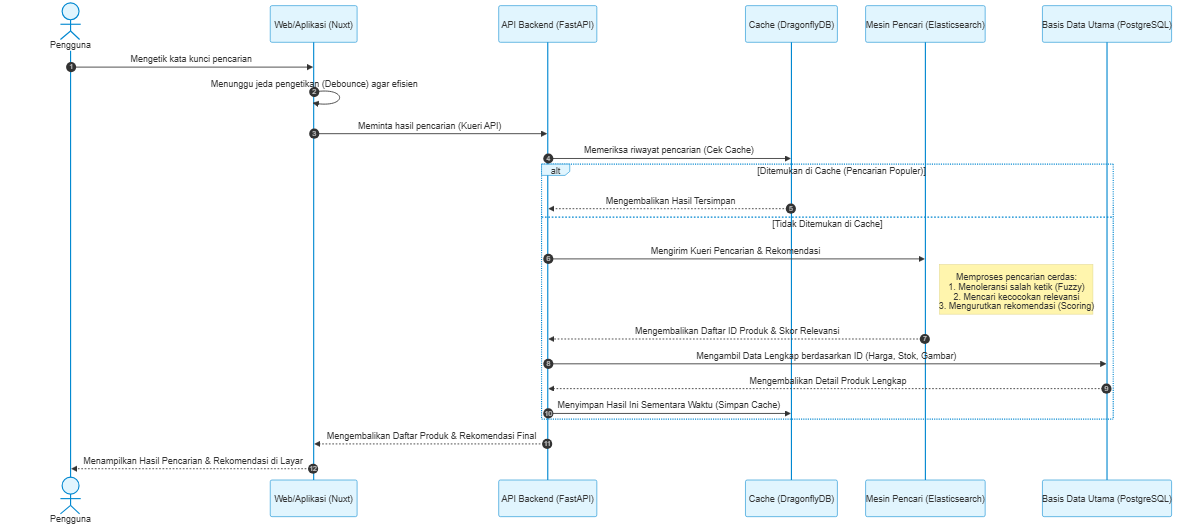 Pengguna
Web/Aplikasi (Nuxt)
API Backend (FastAPI)
Cache (DragonflyDB)
Mesin Pencari (Elasticsearch)
Basis Data Utama (PostgreSQL)
Mengetik kata kunci pencarian
1
Menunggu jeda pengetikan (Debounce) agar efisien
2
Meminta hasil pencarian (Kueri API)
3
Memeriksa riwayat pencarian (Cek Cache)
4
alt
[Ditemukan di Cache (Pencarian Populer)]
Mengembalikan Hasil Tersimpan
5
[Tidak Ditemukan di Cache]
Mengirim Kueri Pencarian & Rekomendasi
6
Memproses pencarian cerdas:
1. Menoleransi salah ketik (Fuzzy)
2. Mencari kecocokan relevansi
3. Mengurutkan rekomendasi (Scoring)
Mengembalikan Daftar ID Produk & Skor Relevansi
7
Mengambil Data Lengkap berdasarkan ID (Harga, Stok, Gambar)
8
Mengembalikan Detail Produk Lengkap
9
Menyimpan Hasil Ini Sementara Waktu (Simpan Cache)
10
Mengembalikan Daftar Produk & Rekomendasi Final
11
Menampilkan Hasil Pencarian & Rekomendasi di Layar
12
Pengguna
Web/Aplikasi (Nuxt)
API Backend (FastAPI)
Cache (DragonflyDB)
Mesin Pencari (Elasticsearch)
Basis Data Utama (PostgreSQL)